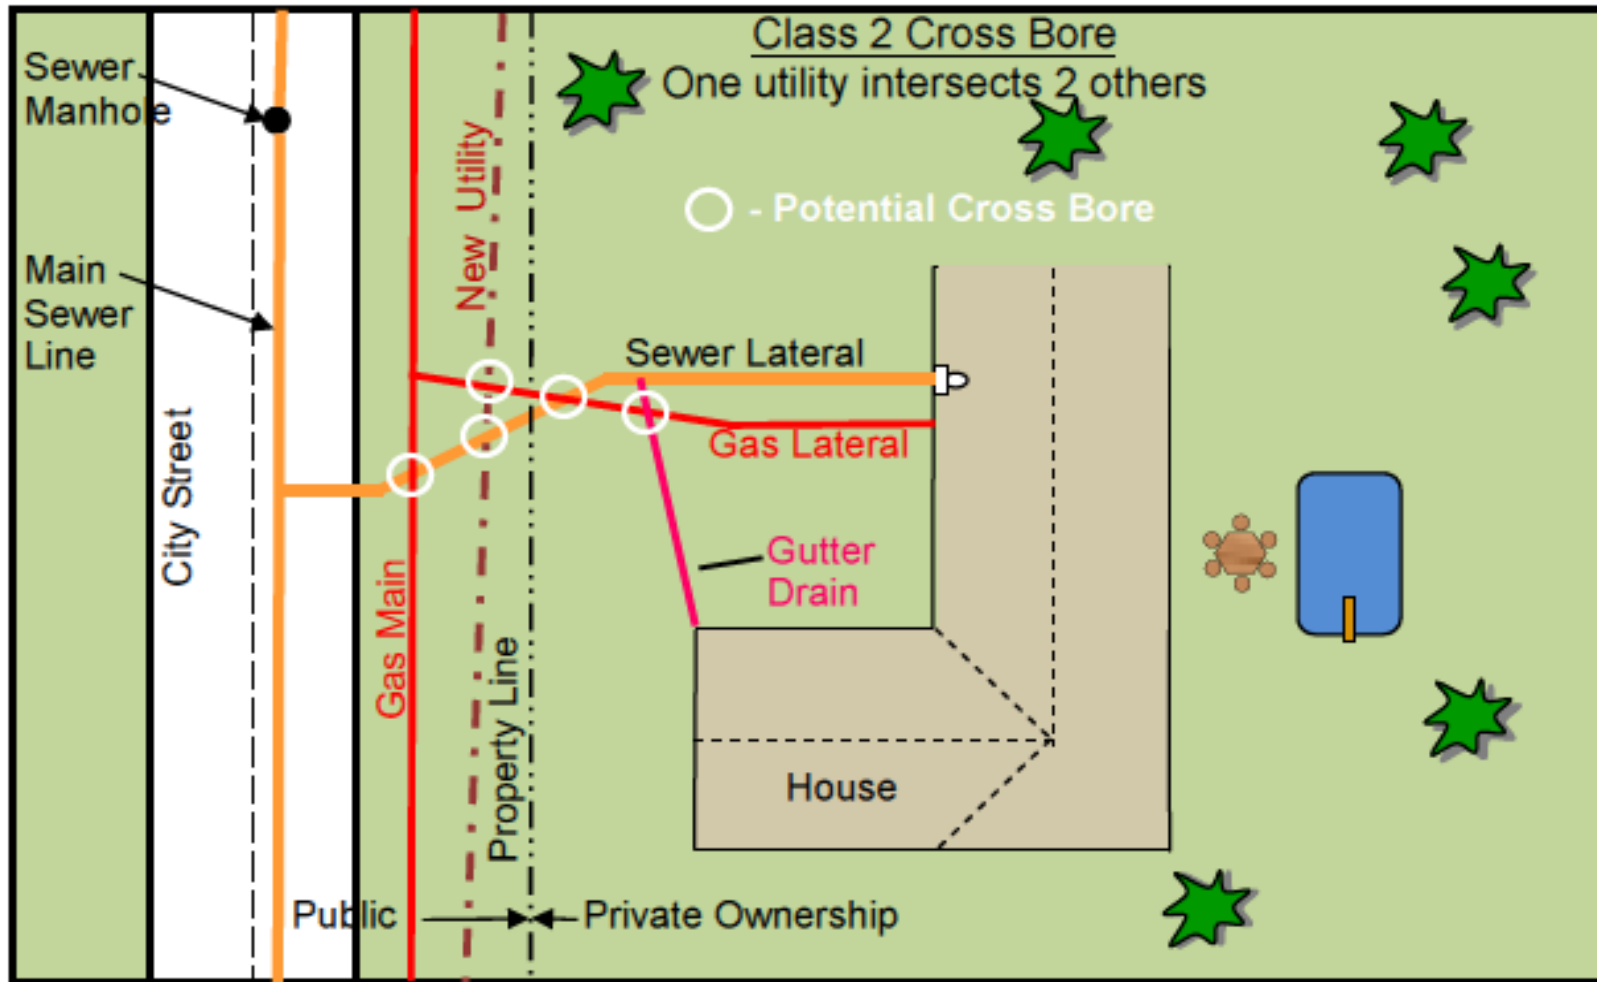 Class 2 Cross Bore
One utility intersects 2 others
Sewer
Manhole
New Utility
- Potential Cross Bore
Main
Sewer
Line
Sewer Lateral
Gas Lateral
City Street
Gutter
Drain
Gas Main
Property Line
House
Public
Private Ownership